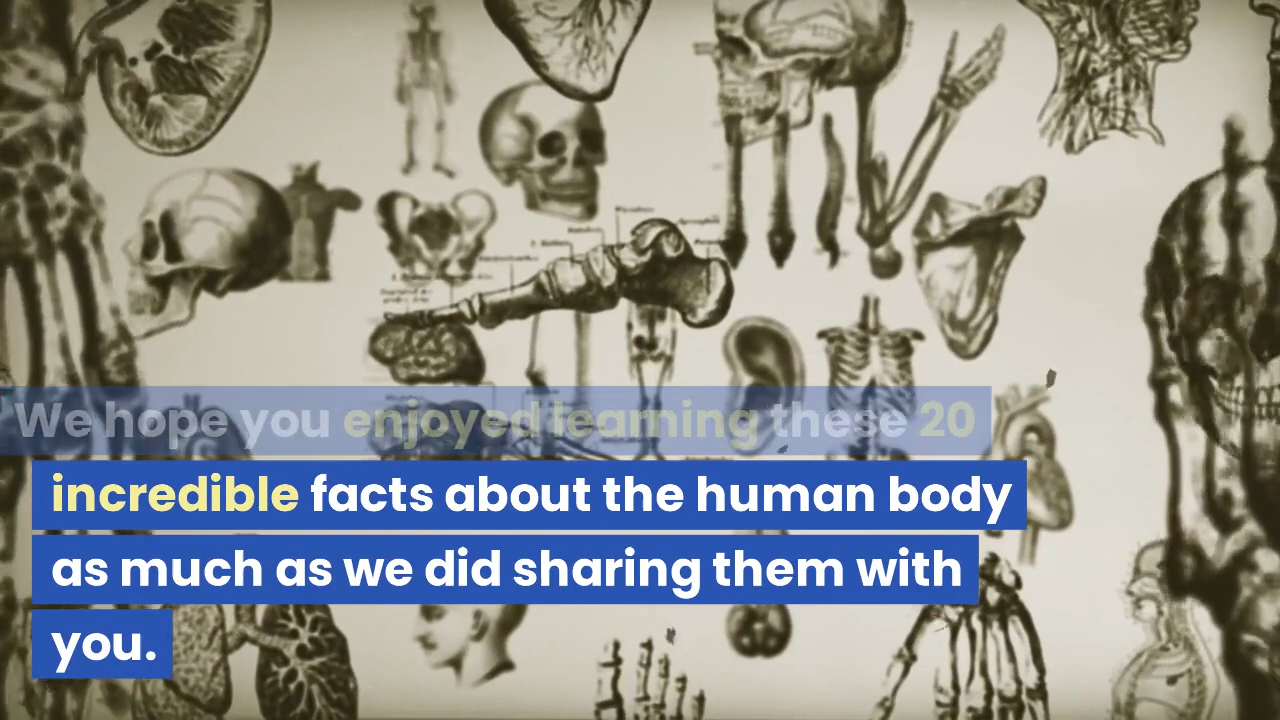 We hope you enjoyed learning these 20
incredible facts about the human body
as much as we did sharing them with
you.